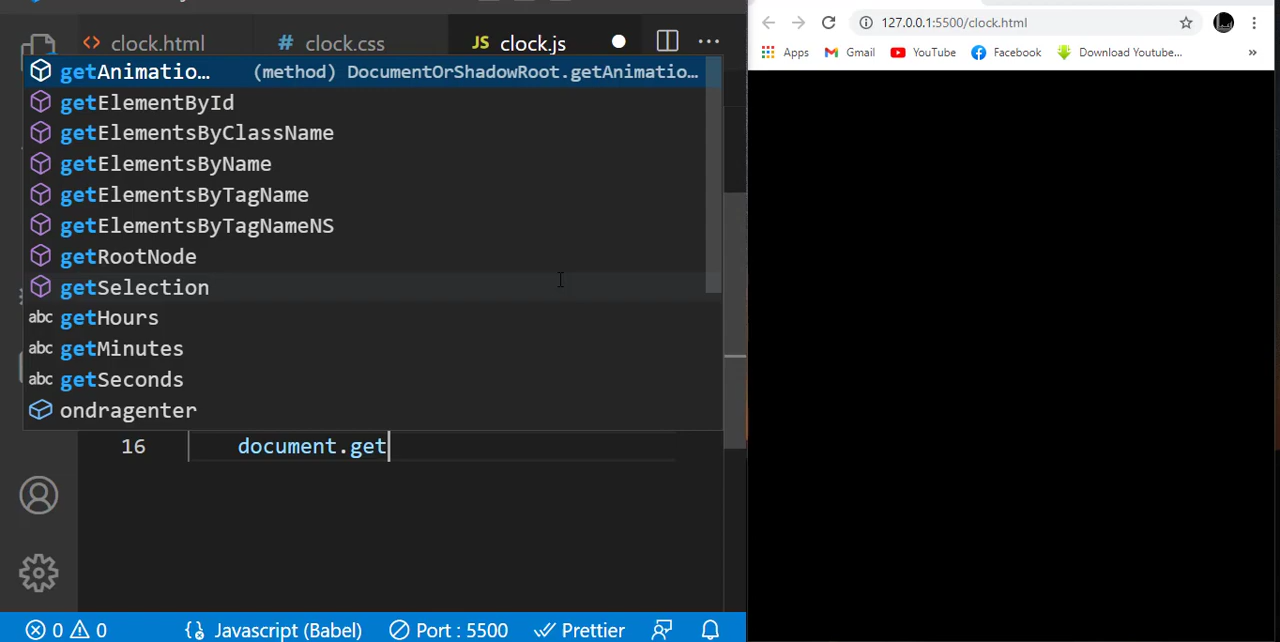 clock.html
clock.css
JS clock.js
getAnimatio… (method) DocumentOrShadowRoot.getAnimatio…
getElementById
getElementsByClassName
getElementsByName
getElementsByTagName
getElementsByTagNameNS
getRootNode
getSelection
abc getHours
abc getMinutes
abc getSeconds
ondragenter
16 document.get
0 0 Javascript (Babel) Port : 5500 Prettier
127.0.0.1:5500/clock.html
Apps Gmail YouTube Facebook Download Youtube... »